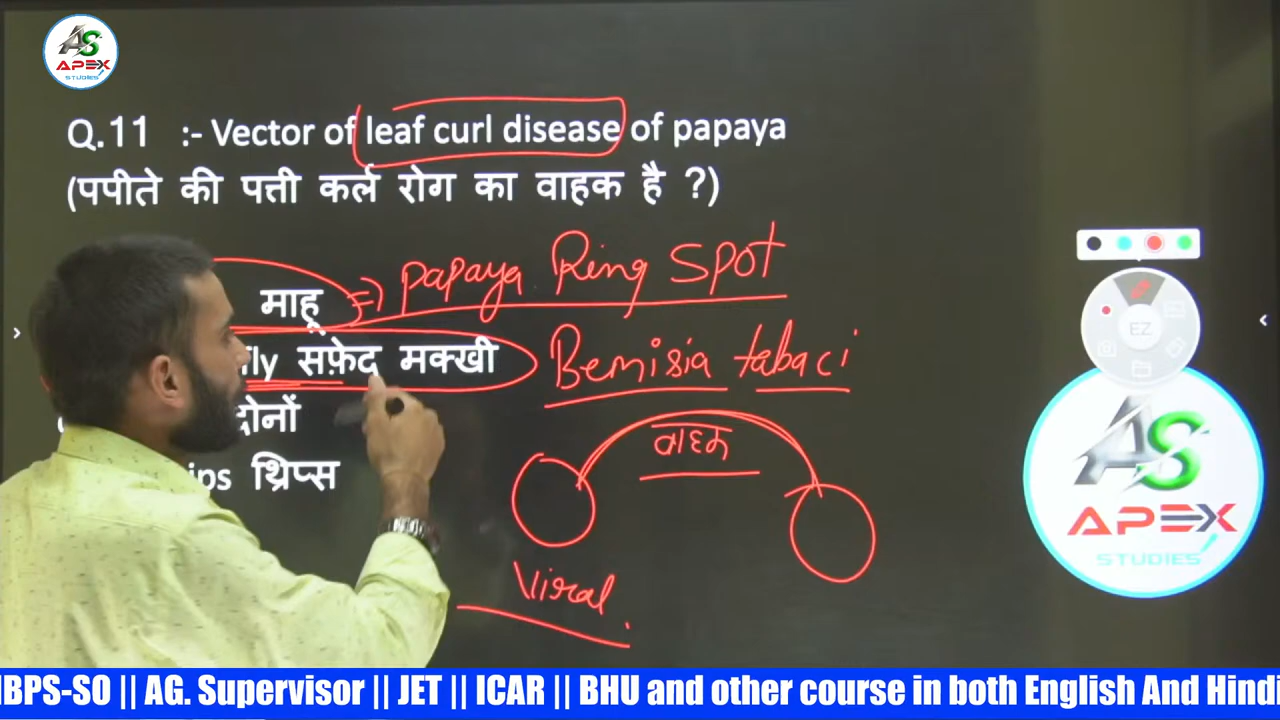 AS
APEX
STUDIES
Q.11 :- Vector of leaf curl disease of papaya
(पपीते की पत्ती कर्ल रोग का वाहक है ?)
माहू => Papaya Ring Spot
सफ़ेद मक्खी Bemisia tabaci
दोनों
वाहक
थ्रिप्स
Viral
EZ
AS
APEX
STUDIES
IBPS-SO || AG. Supervisor || JET || ICAR || BHU and other course in both English And Hindi